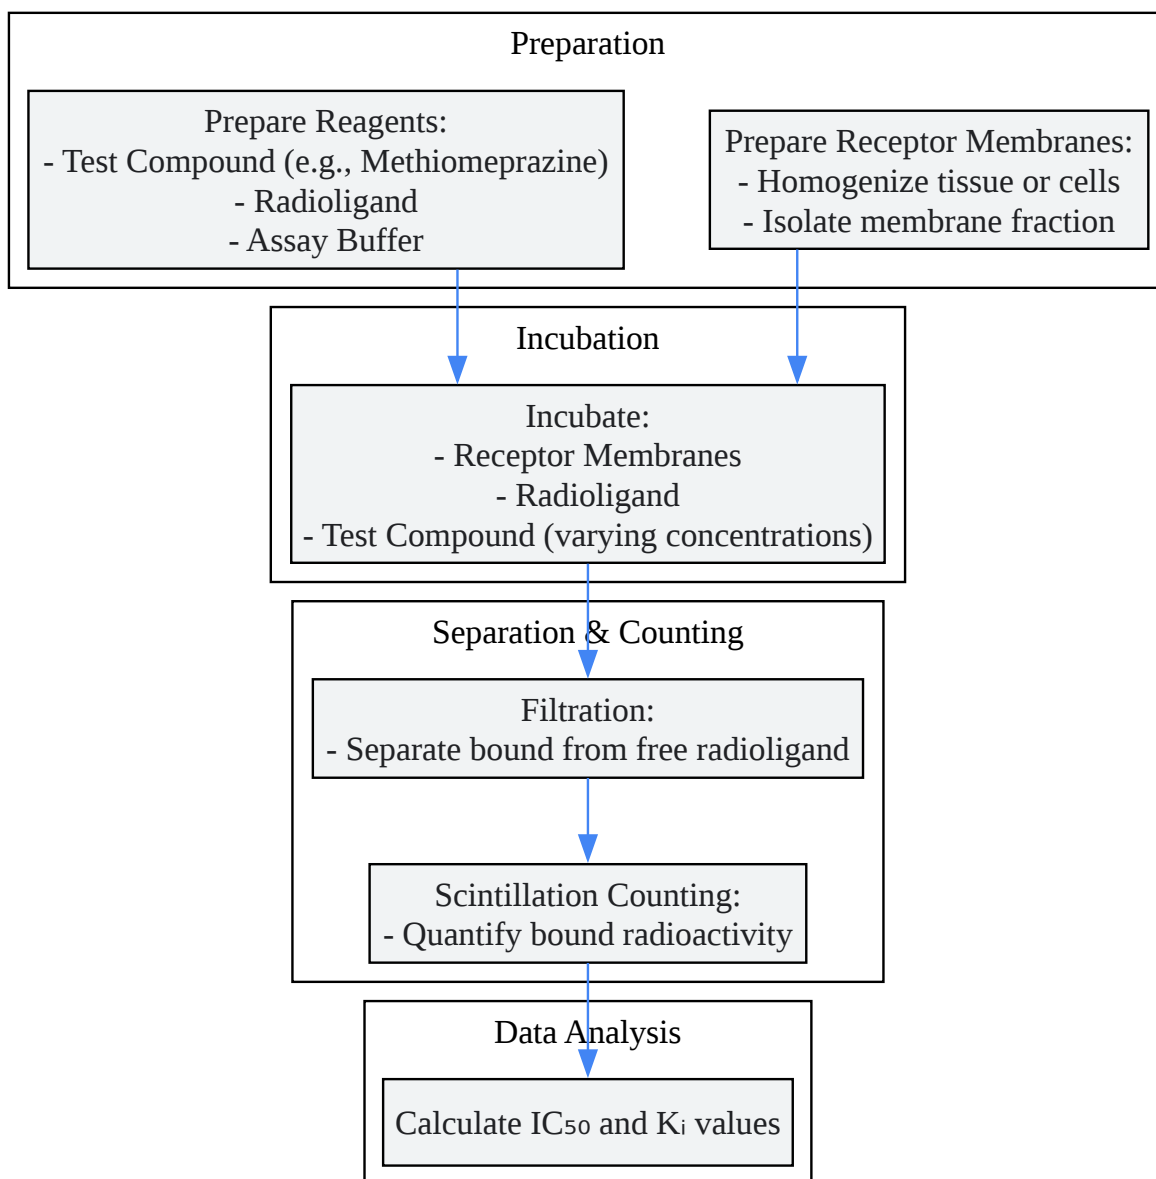 Preparation
Prepare Reagents:
- Test Compound (e.g., Methiomeprazine)
- Radioligand
- Assay Buffer
Prepare Receptor Membranes:
- Homogenize tissue or cells
- Isolate membrane fraction
Incubation
Incubate:
- Receptor Membranes
- Radioligand
- Test Compound (varying concentrations)
Separation & Counting
Filtration:
- Separate bound from free radioligand
Scintillation Counting:
- Quantify bound radioactivity
Data Analysis
Calculate IC₅₀ and Kᵢ values